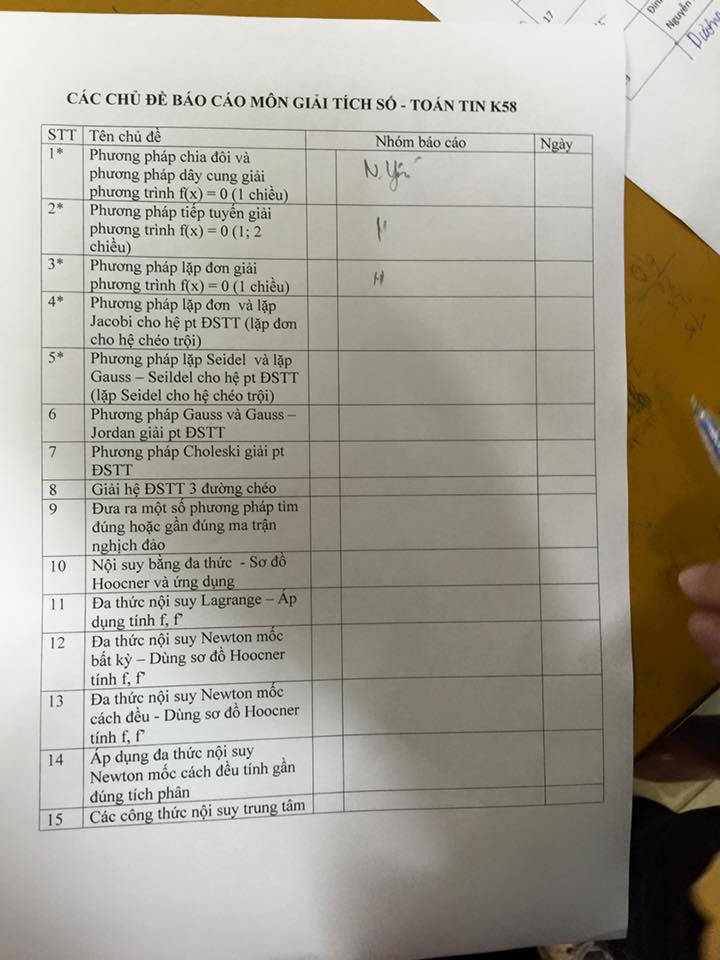 CÁC CHỦ ĐỀ BÁO CÁO MÔN GIẢI TÍCH SỐ - TOÁN TIN K58
STT Tên chủ đề Nhóm báo cáo Ngày
1* Phương pháp chia đôi và N. Yến
phương pháp dây cung giải
phương trình f(x) = 0 (1 chiều)
2* Phương pháp tiếp tuyến giải
phương trình f(x) = 0 (1; 2
chiều)
3* Phương pháp lặp đơn giải
phương trình f(x) = 0 (1 chiều)
4* Phương pháp lặp đơn và lặp
Jacobi cho hệ pt ĐSTT (lặp đơn
cho hệ chéo trội)
5* Phương pháp lặp Seidel và lặp
Gauss – Seildel cho hệ pt ĐSTT
(lặp Seidel cho hệ chéo trội)
6 Phương pháp Gauss và Gauss –
Jordan giải pt ĐSTT
7 Phương pháp Choleski giải pt
ĐSTT
8 Giải hệ ĐSTT 3 đường chéo
9 Đưa ra một số phương pháp tìm
đúng hoặc gần đúng ma trận
nghịch đảo
10 Nội suy bằng đa thức - Sơ đồ
Hoocner và ứng dụng
11 Đa thức nội suy Lagrange – Áp
dụng tính f, f'
12 Đa thức nội suy Newton mốc
bất kỳ – Dùng sơ đồ Hoocner
tính f, f'
13 Đa thức nội suy Newton mốc
cách đều - Dùng sơ đồ Hoocner
tính f, f'
14 Áp dụng đa thức nội suy
Newton mốc cách đều tính gần
đúng tích phân
15 Các công thức nội suy trung tâm
17
Nguyễn